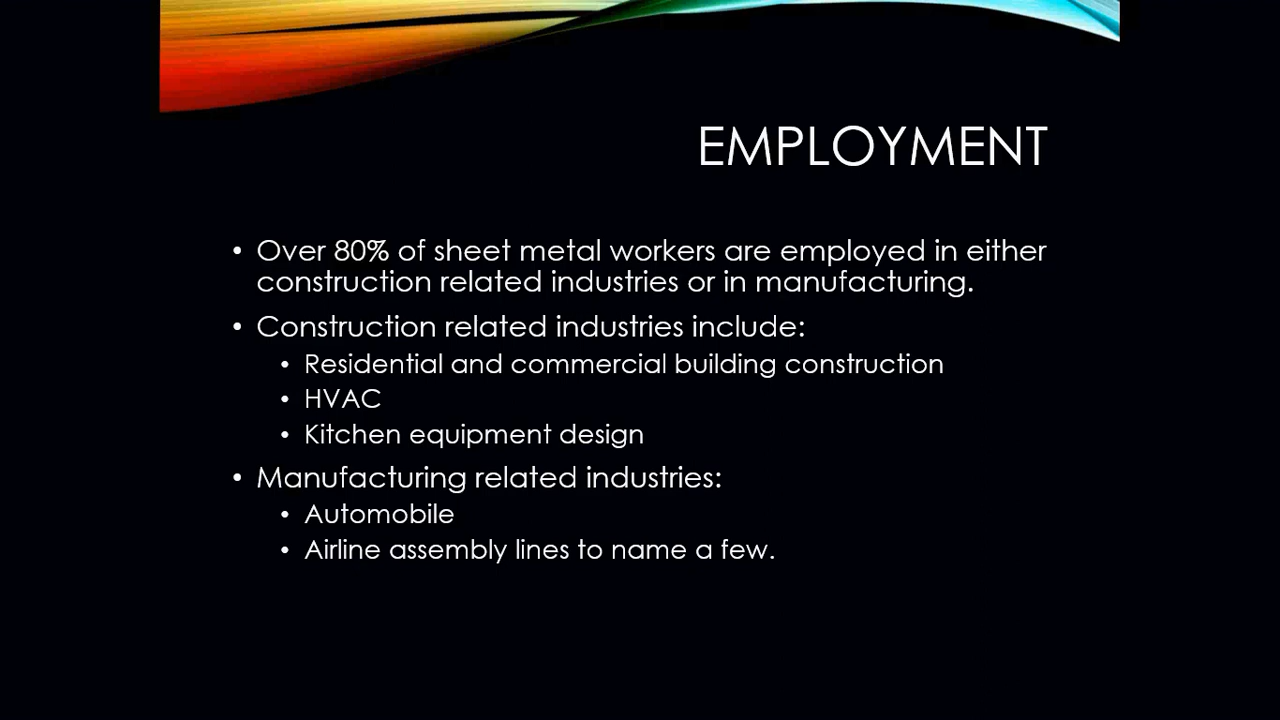 EMPLOYMENT
• Over 80% of sheet metal workers are employed in either
construction related industries or in manufacturing.
• Construction related industries include:
• Residential and commercial building construction
• HVAC
• Kitchen equipment design
• Manufacturing related industries:
• Automobile
• Airline assembly lines to name a few.